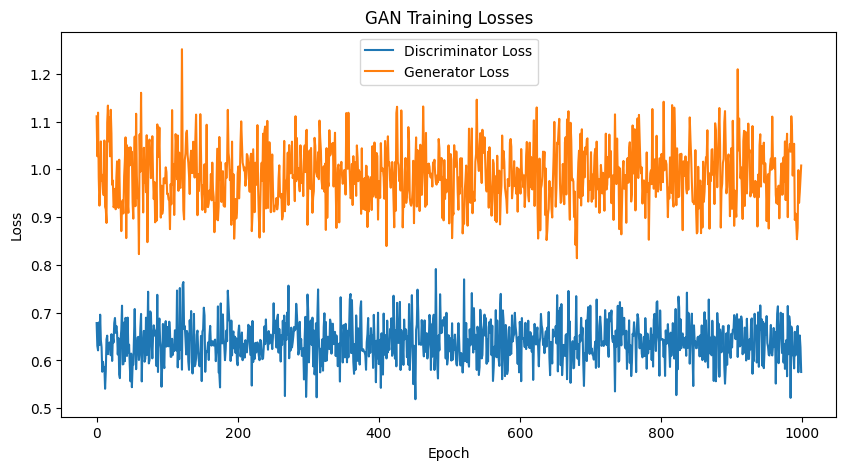 GAN Training Losses
Discriminator Loss
Generator Loss
1.2
1.1
1.0
0.9
0.8
0.7
0.6
0.5
Loss
0
200
400
600
800
1000
Epoch